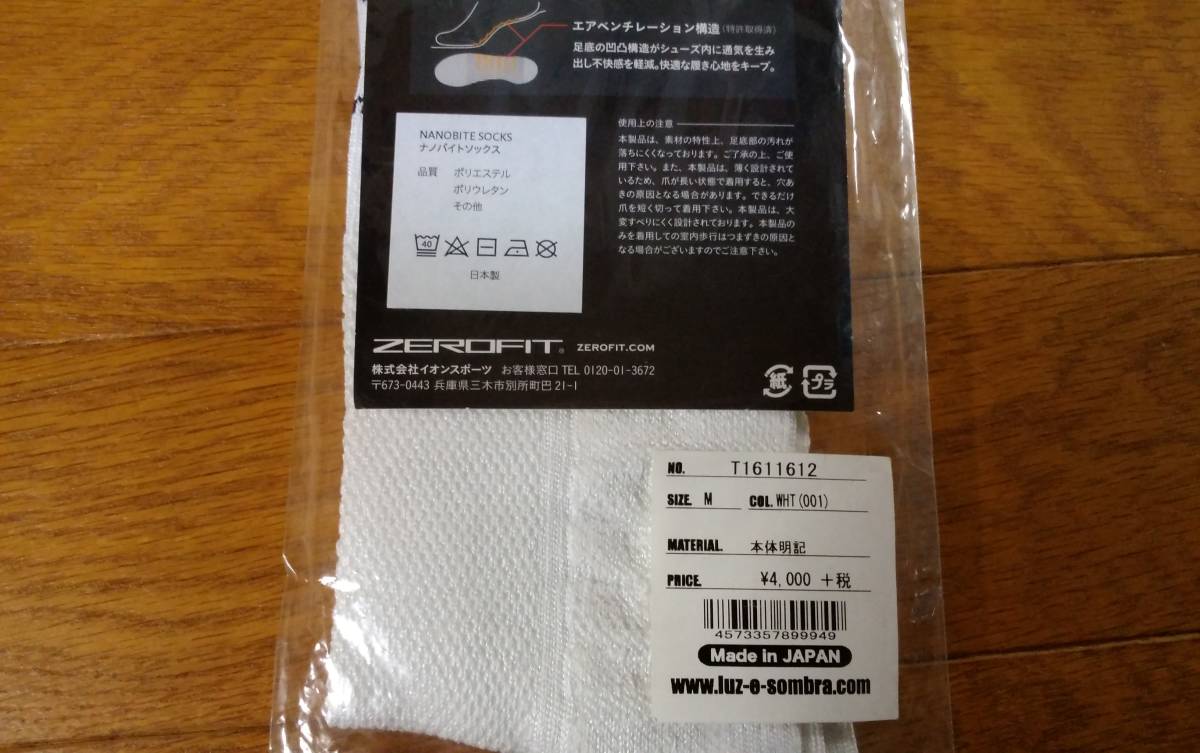 エアベンチレーション構造(特許取得済)
足底の凹凸構造がシューズ内に通気を生み
出し不快感を軽減。快適な履き心地をキープ。
NANOBITE SOCKS
ナノバイトソックス
品質 ポリエステル
ポリウレタン
その他
40
日本製
使用上の注意
本製品は、素材の特性上、足底部の汚れが
落ちにくくなっております。ご了承の上、ご使
用下さい。また、本製品は、薄く設計されて
いるため、爪が長い状態で着用すると、穴あ
きの原因となる場合があります。できるだけ
爪を短く切って着用下さい。本製品は、大
変すべりにくく設計されております。本製品の
みを着用しての室内歩行はつまずきの原因と
なる場合がございますのでご注意下さい。
ZEROFIT® ZEROFIT.COM
株式会社イオンスポーツ お客様窓口 TEL 0120-01-3672
〒673-0443 兵庫県三木市別所町巴 21-1
紙 プラ
NO. T1611612
SIZE. M COL. WHT(001)
MATERIAL. 本体明記
PRICE. ¥4,000 +税
4573357899949
Made in JAPAN
www.luz-e-sombra.com